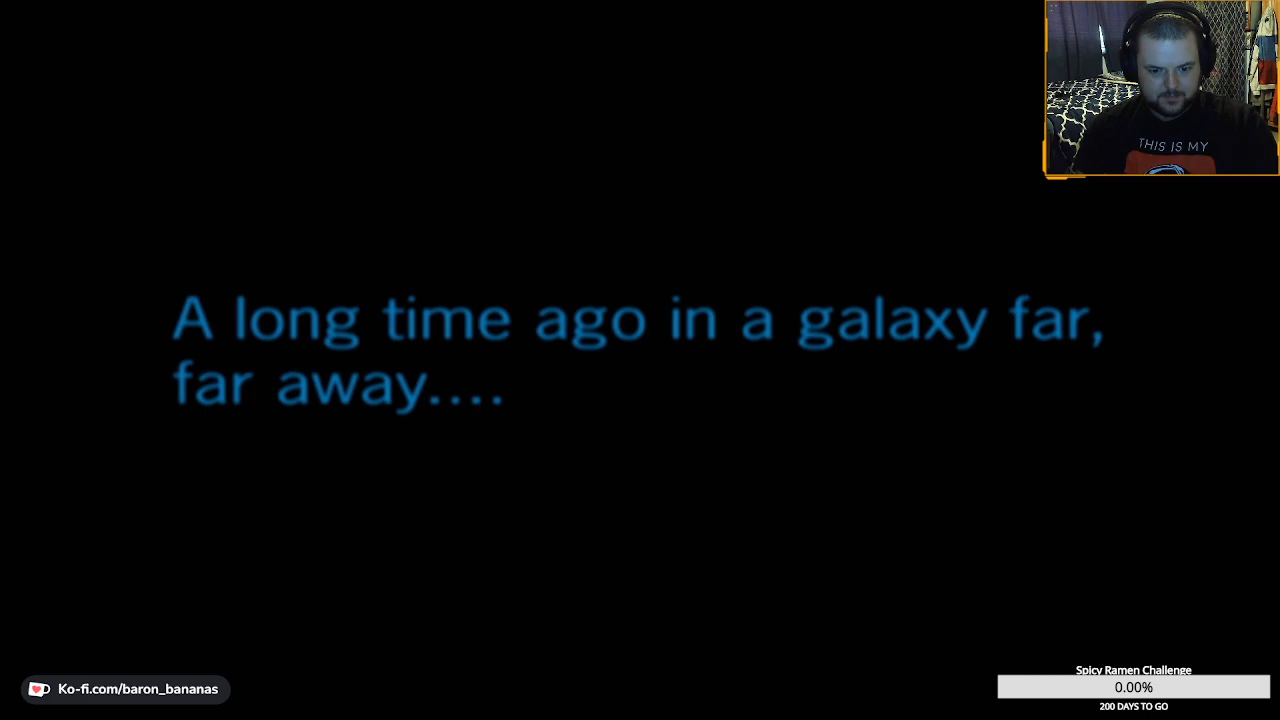 THIS IS MY
A long time ago in a galaxy far,
far away....
Ko-fi.com/baron_bananas
Spicy Ramen Challenge
0.00%
200 DAYS TO GO